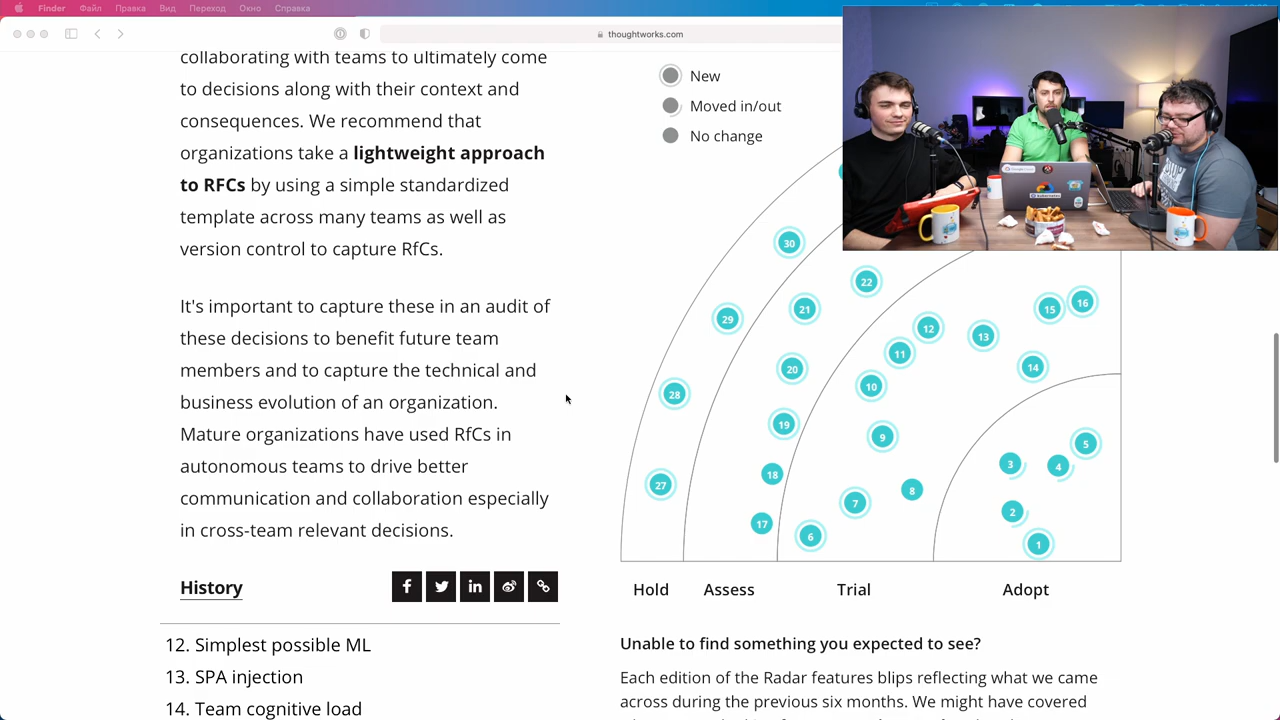 Finder Файл Правка Вид Переход Окно Справка
thoughtworks.com
collaborating with teams to ultimately come
to decisions along with their context and
consequences. We recommend that
organizations take a lightweight approach
to RFCs by using a simple standardized
template across many teams as well as
version control to capture RfCs.
It's important to capture these in an audit of
these decisions to benefit future team
members and to capture the technical and
business evolution of an organization.
Mature organizations have used RfCs in
autonomous teams to drive better
communication and collaboration especially
in cross-team relevant decisions.
History
12. Simplest possible ML
13. SPA injection
14. Team cognitive load
New
Moved in/out
No change
30
22
29
21
12
13
15
16
11
20
10
14
28
19
9
5
3
4
18
27
8
7
2
17
6
1
Hold Assess Trial Adopt
Unable to find something you expected to see?
Each edition of the Radar features blips reflecting what we came
across during the previous six months. We might have covered